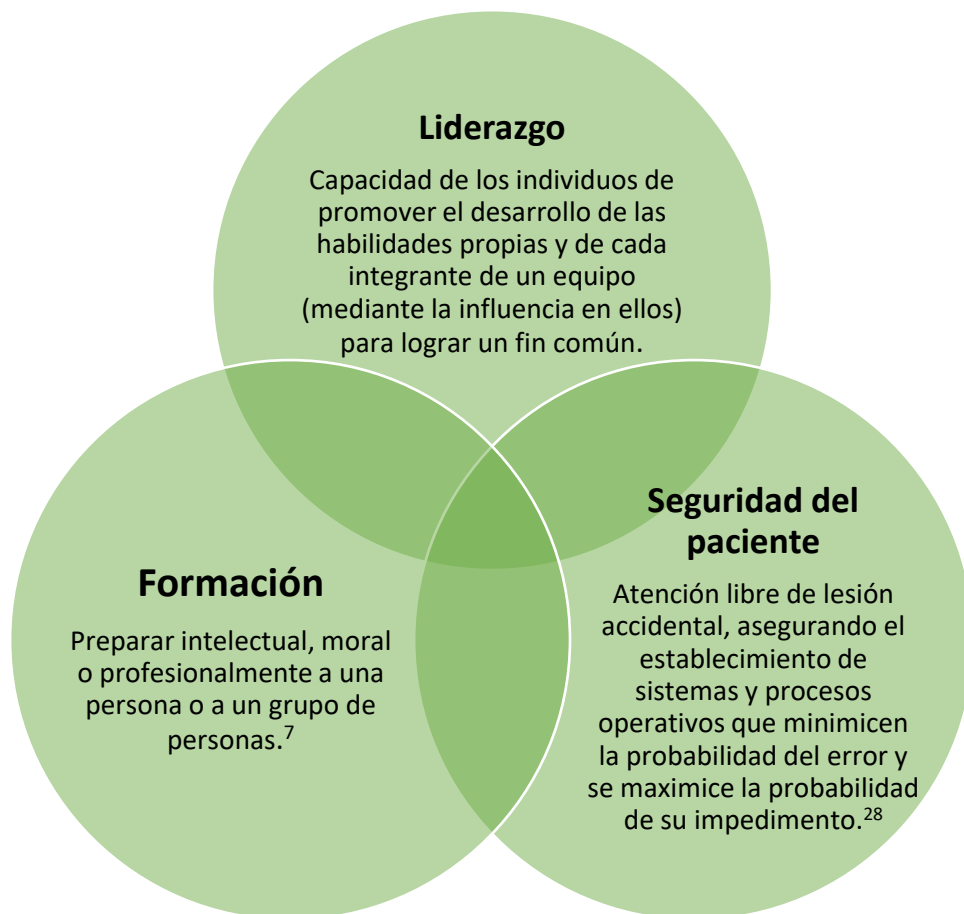 Liderazgo
Capacidad de los individuos de
promover el desarrollo de las
habilidades propias y de cada
integrante de un equipo
(mediante la influencia en ellos)
para lograr un fin común.
Formación
Preparar intelectual, moral
o profesionalmente a una
persona o a un grupo de
personas.⁷
Seguridad del
paciente
Atención libre de lesión
accidental, asegurando el
establecimiento de
sistemas y procesos
operativos que minimicen
la probabilidad del error y
se maximice la probabilidad
de su impedimento.²⁸